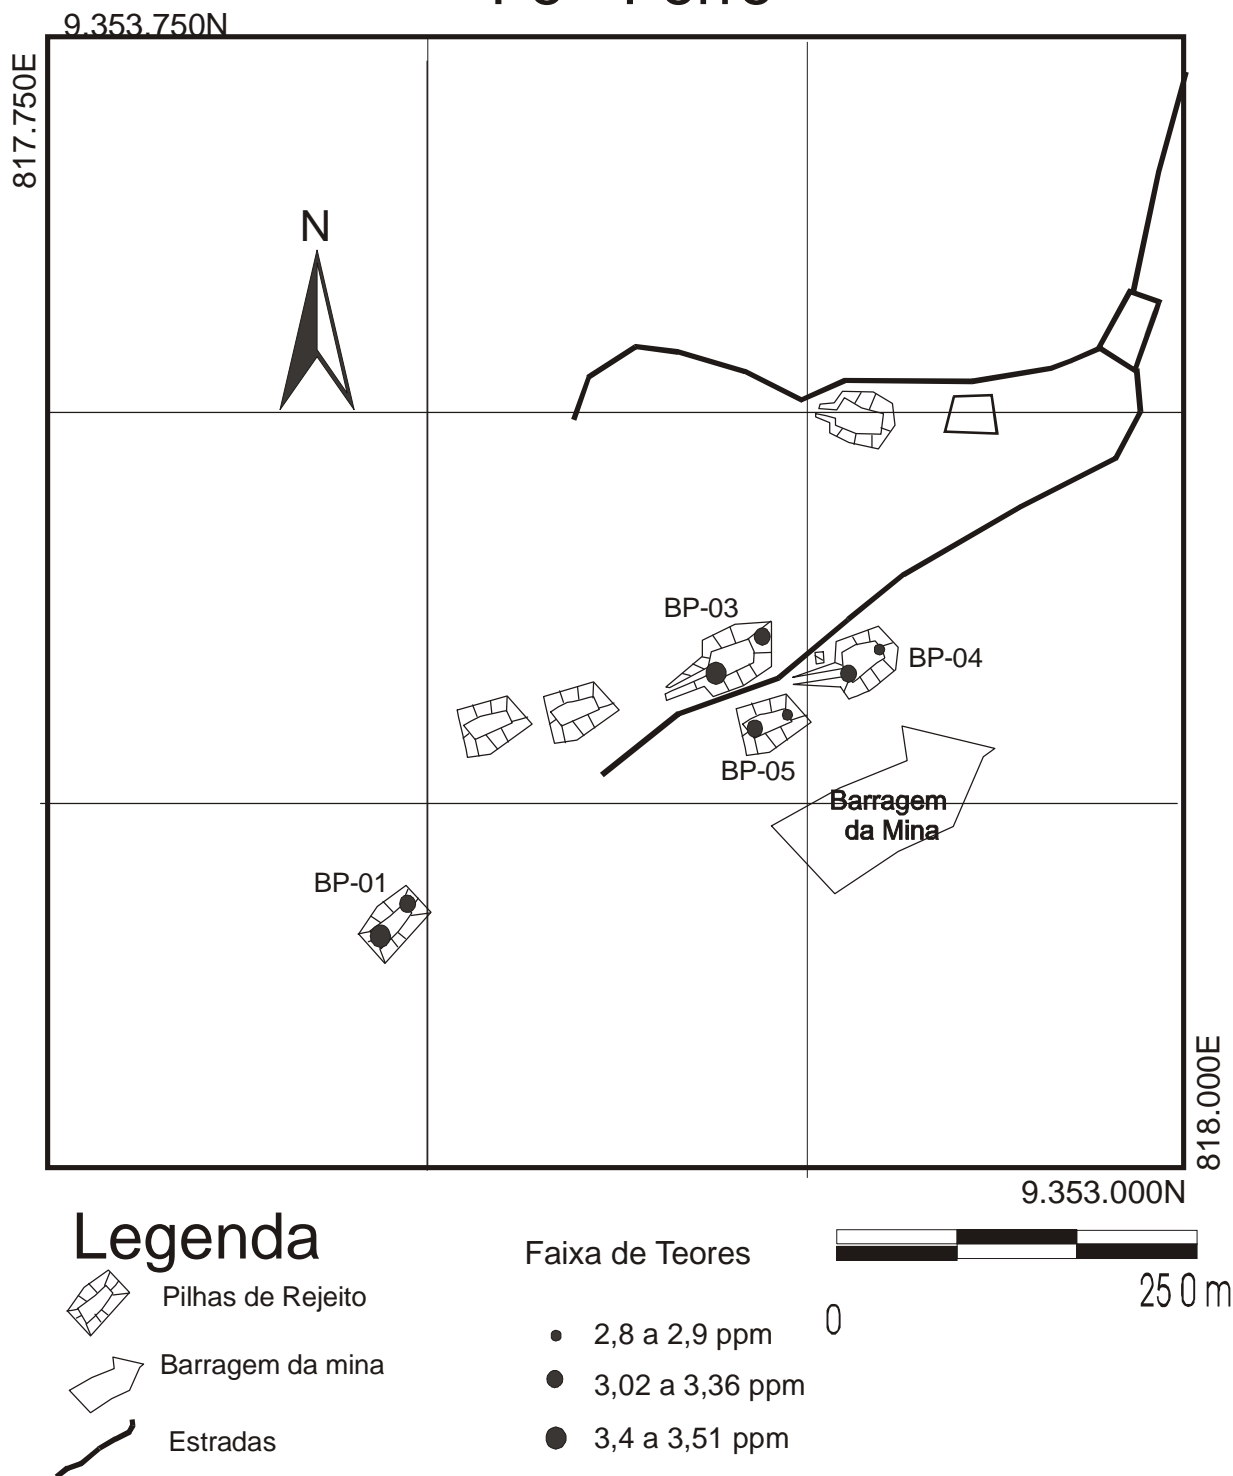 9.353.750N
817.750E
N
BP-03
BP-04
BP-05
Barragem
da Mina
BP-01
818.000E
9.353.000N
Legenda
Pilhas de Rejeito
Barragem da mina
Estradas
Faixa de Teores
2,8 a 2,9 ppm
3,02 a 3,36 ppm
3,4 a 3,51 ppm
0
250m